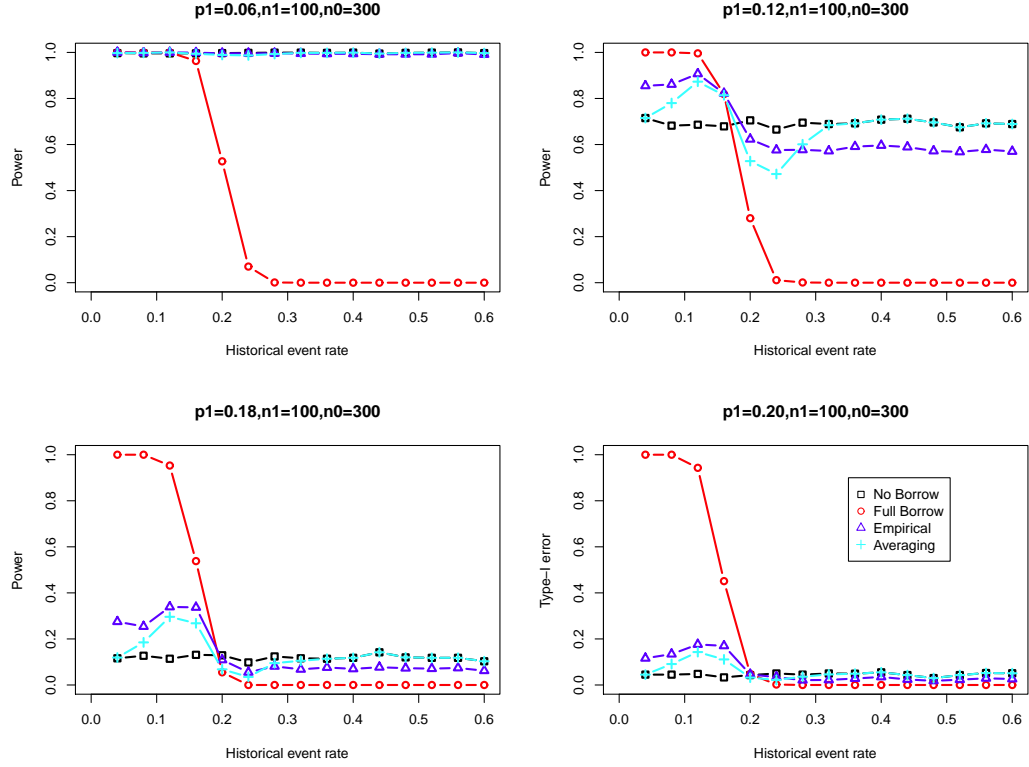 p1=0.06,n1=100,n0=300
Power
1.0
0.8
0.6
0.4
0.2
0.0
0.0 0.1 0.2 0.3 0.4 0.5 0.6
Historical event rate
p1=0.12,n1=100,n0=300
Power
1.0
0.8
0.6
0.4
0.2
0.0
0.0 0.1 0.2 0.3 0.4 0.5 0.6
Historical event rate
p1=0.18,n1=100,n0=300
Power
1.0
0.8
0.6
0.4
0.2
0.0
0.0 0.1 0.2 0.3 0.4 0.5 0.6
Historical event rate
p1=0.20,n1=100,n0=300
Type−I error
1.0
0.8
0.6
0.4
0.2
0.0
No Borrow
Full Borrow
Empirical
Averaging
0.0 0.1 0.2 0.3 0.4 0.5 0.6
Historical event rate